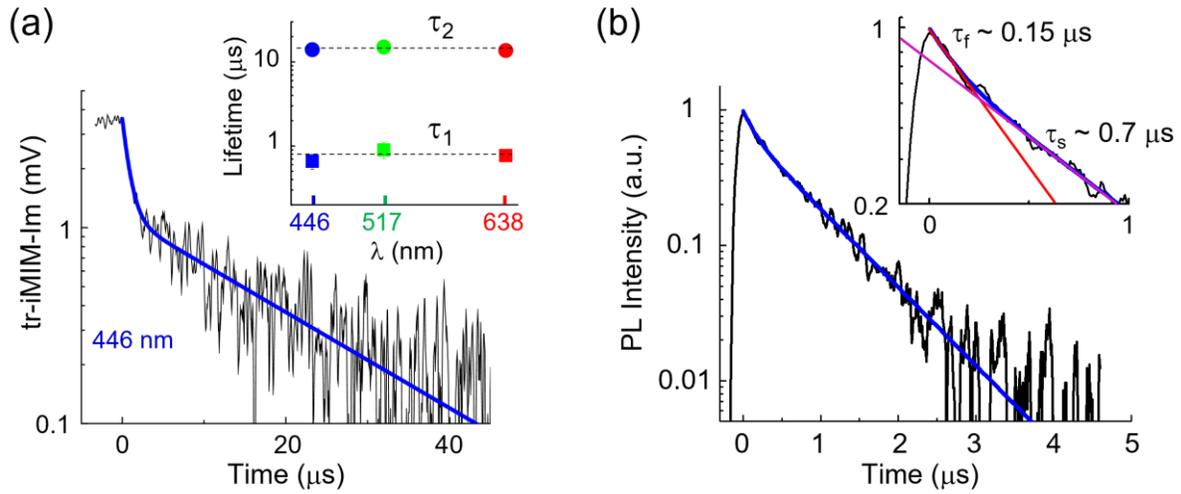 (a)
tr-iMIM-Im (mV)
1
0.1
446 nm
0
20
40
Time (μs)
Lifetime (μs)
10
1
τ2
τ1
446
517
638
λ (nm)
(b)
PL Intensity (a.u.)
1
0.1
0.01
0
1
2
3
4
5
Time (μs)
1
0.2
τf ~ 0.15 μs
τs ~ 0.7 μs
0
1